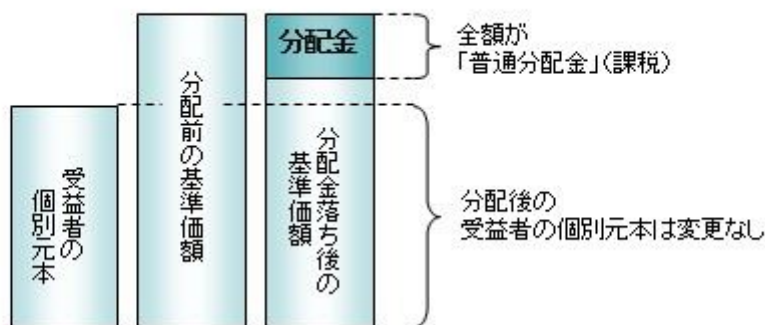 分配金
全額が
「普通分配金」(課税)
受益者の
個別元本
分配前の基準価額
分配金落ち後の
基準価額
分配後の
受益者の個別元本は変更なし